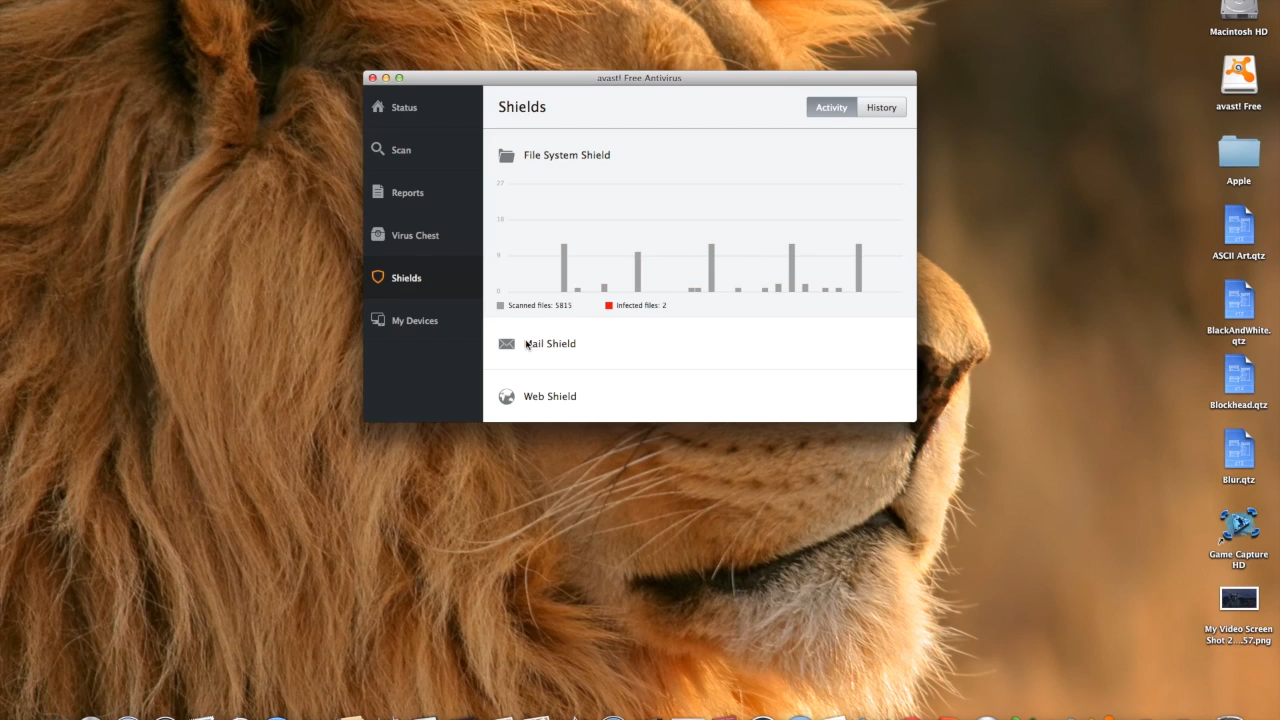 avast! Free Antivirus
Status
Scan
Reports
Virus Chest
Shields
My Devices
Shields
Activity
History
File System Shield
27
18
9
0
Scanned files: 5815
Infected files: 2
Mail Shield
Web Shield
Macintosh HD
avast! Free
Apple
ASCII Art.qtz
BlackAndWhite.
qtz
Blockhead.qtz
Blur.qtz
Game Capture
HD
My Video Screen
Shot 2...57.png